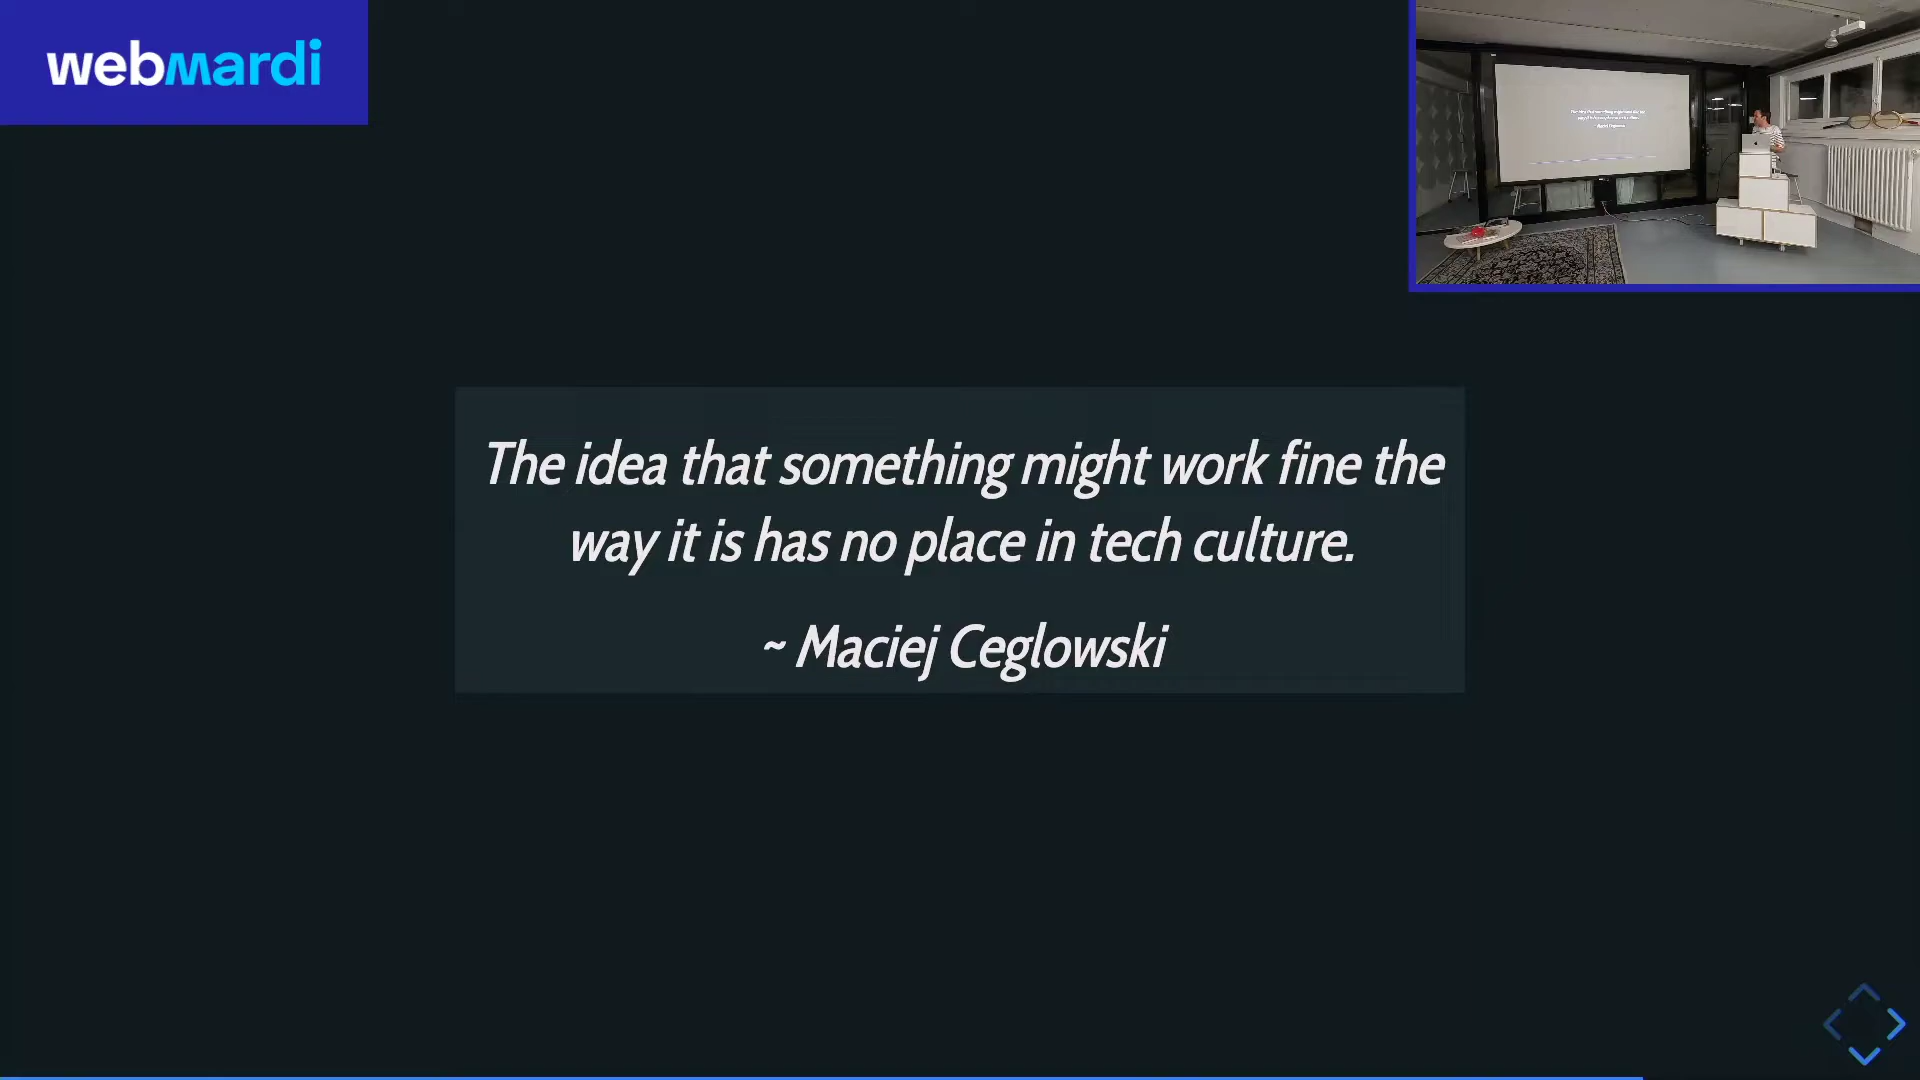 webmardi
The idea that something might work fine the
way it is has no place in tech culture.
~ Maciej Ceglowski